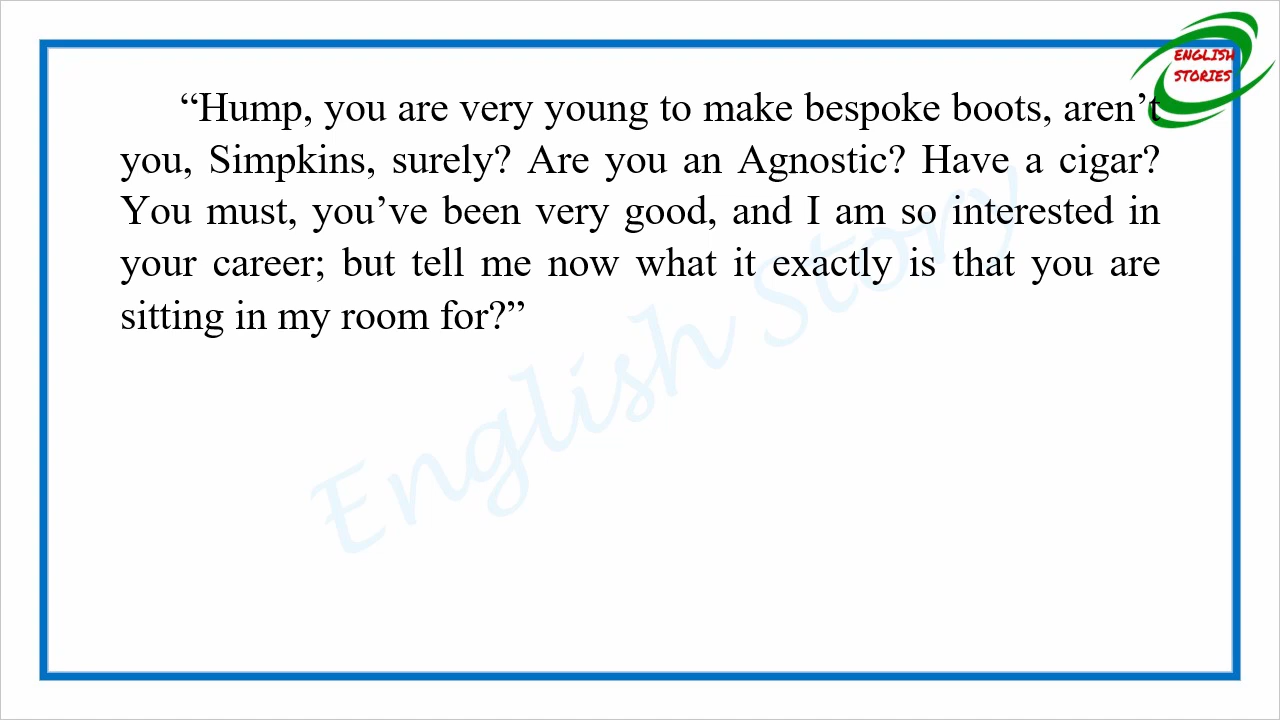 ENGLISH
STORIES
“Hump, you are very young to make bespoke boots, aren’t
you, Simpkins, surely? Are you an Agnostic? Have a cigar?
You must, you’ve been very good, and I am so interested in
your career; but tell me now what it exactly is that you are
sitting in my room for?”
English Story